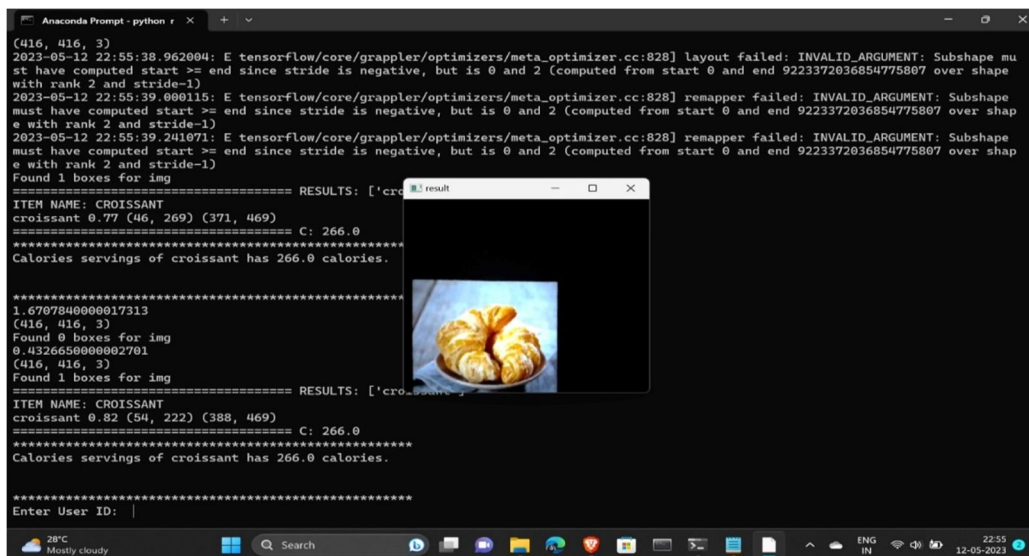 Anaconda Prompt - python r
(416, 416, 3)
2023-05-12 22:55:38.962004: E tensorflow/core/grappler/optimizers/meta_optimizer.cc:828] layout failed: INVALID_ARGUMENT: Subshape mu
st have computed start >= end since stride is negative, but is 0 and 2 (computed from start 0 and end 9223372036854775807 over shape
with rank 2 and stride-1)
2023-05-12 22:55:39.000115: E tensorflow/core/grappler/optimizers/meta_optimizer.cc:828] remapper failed: INVALID_ARGUMENT: Subshape
must have computed start >= end since stride is negative, but is 0 and 2 (computed from start 0 and end 9223372036854775807 over shap
e with rank 2 and stride-1)
2023-05-12 22:55:39.241071: E tensorflow/core/grappler/optimizers/meta_optimizer.cc:828] remapper failed: INVALID_ARGUMENT: Subshape
must have computed start >= end since stride is negative, but is 0 and 2 (computed from start 0 and end 9223372036854775807 over shap
e with rank 2 and stride-1)
Found 1 boxes for img
=================================== RESULTS: ['cro
result
ITEM NAME: CROISSANT
croissant 0.77 (46, 269) (371, 469)
=================================== C: 266.0
**************************************************
Calories servings of croissant has 266.0 calories.
**************************************************
1.6707840000017313
(416, 416, 3)
Found 0 boxes for img
0.4326650000002701
(416, 416, 3)
Found 1 boxes for img
=================================== RESULTS: ['croissant']
ITEM NAME: CROISSANT
croissant 0.82 (54, 222) (388, 469)
=================================== C: 266.0
**************************************************
Calories servings of croissant has 266.0 calories.
**************************************************
Enter User ID:
28°C
Mostly cloudy
Search
ENG
IN
22:55
12-05-2023
2